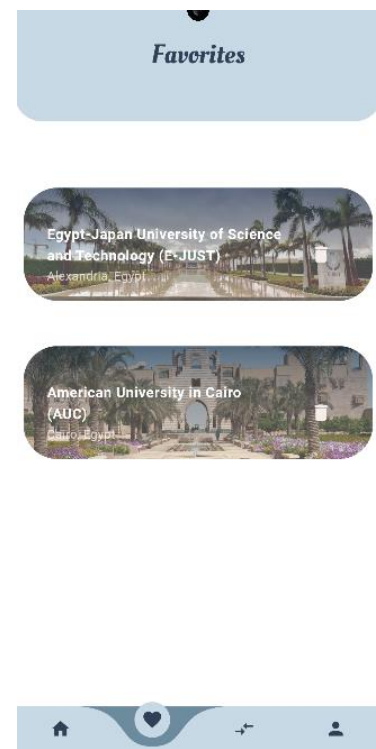 Favorites
Egypt-Japan University of Science
and Technology (E-JUST)
Alexandria, Egypt
American University in Cairo
(AUC)
Cairo, Egypt